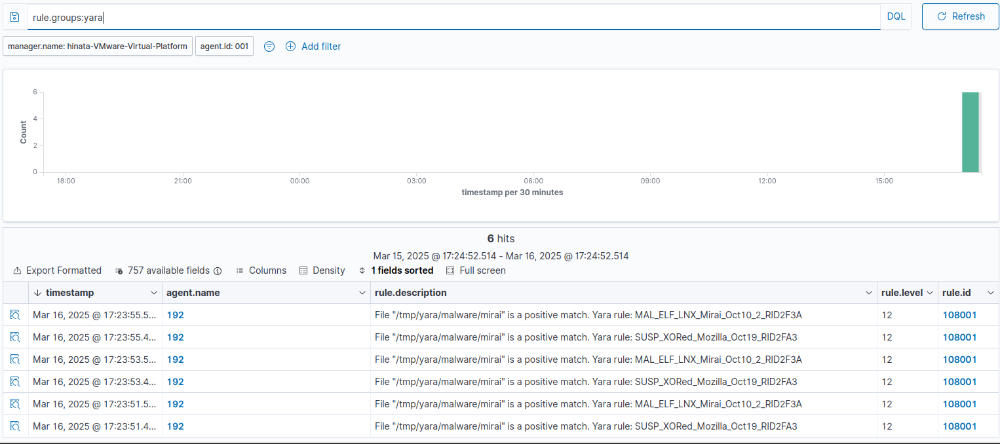 rule.groups:yara DQL Refresh
manager.name: hinata-VMware-Virtual-Platform agent.id: 001 Add filter
6
4
2
0
Count
18:00 21:00 00:00 03:00 06:00 09:00 12:00 15:00
timestamp per 30 minutes
6 hits
Mar 15, 2025 @ 17:24:52.514 - Mar 16, 2025 @ 17:24:52.514
Export Formatted 757 available fields Columns Density 1 fields sorted Full screen
timestamp agent.name rule.description rule.level rule.id
Mar 16, 2025 @ 17:23:55.5... 192 File "/tmp/yara/malware/mirai" is a positive match. Yara rule: MAL_ELF_LNX_Mirai_Oct10_2_RID2F3A 12 108001
Mar 16, 2025 @ 17:23:55.4... 192 File "/tmp/yara/malware/mirai" is a positive match. Yara rule: SUSP_XORed_Mozilla_Oct19_RID2FA3 12 108001
Mar 16, 2025 @ 17:23:53.5... 192 File "/tmp/yara/malware/mirai" is a positive match. Yara rule: MAL_ELF_LNX_Mirai_Oct10_2_RID2F3A 12 108001
Mar 16, 2025 @ 17:23:53.4... 192 File "/tmp/yara/malware/mirai" is a positive match. Yara rule: SUSP_XORed_Mozilla_Oct19_RID2FA3 12 108001
Mar 16, 2025 @ 17:23:51.5... 192 File "/tmp/yara/malware/mirai" is a positive match. Yara rule: MAL_ELF_LNX_Mirai_Oct10_2_RID2F3A 12 108001
Mar 16, 2025 @ 17:23:51.4... 192 File "/tmp/yara/malware/mirai" is a positive match. Yara rule: SUSP_XORed_Mozilla_Oct19_RID2FA3 12 108001